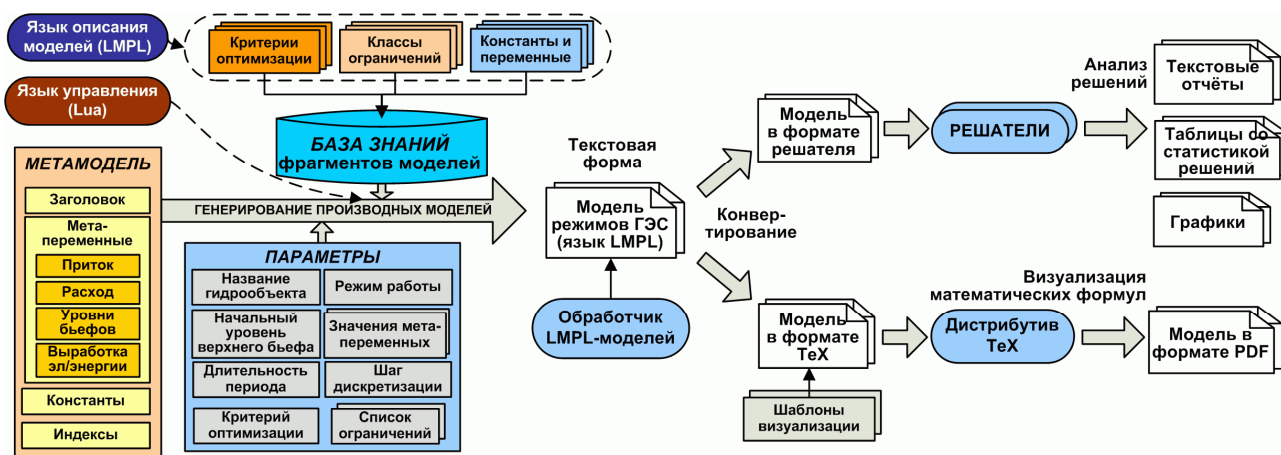 Язык описания
моделей (LMPL)
Критерии
оптимизации
Классы
ограничений
Константы и
переменные
Язык управления
(Lua)
БАЗА ЗНАНИЙ
фрагментов моделей
МЕТАМОДЕЛЬ
Заголовок
Мета-
переменные
Приток
Расход
Уровни
бьефов
Выработка
эл/энергии
Константы
Индексы
ГЕНЕРИРОВАНИЕ ПРОИЗВОДНЫХ МОДЕЛЕЙ
ПАРАМЕТРЫ
Название
гидрообъекта
Режим работы
Начальный
уровень
верхнего бьефа
Значения мета-
переменных
Длительность
периода
Шаг
дискретизации
Критерий
оптимизации
Список
ограничений
Текстовая
форма
Модель
режимов ГЭС
(язык LMPL)
Обработчик
LMPL-моделей
Конвер-
тирование
Модель
в формате
решателя
РЕШАТЕЛИ
Анализ
решений
Текстовые
отчёты
Таблицы со
статистикой
решений
Графики
Модель
в формате
TeX
Шаблоны
визуализации
Дистрибутив
TeX
Визуализация
математических формул
Модель в
формате PDF